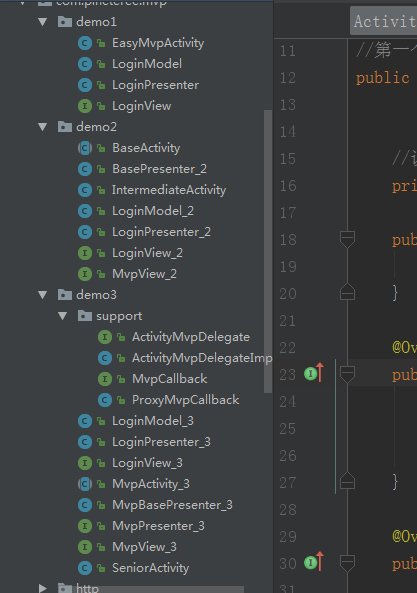 com.pineteree.mvp
demo1
EasyMvpActivity
LoginModel
LoginPresenter
LoginView
demo2
BaseActivity
BasePresenter_2
IntermediateActivity
LoginModel_2
LoginPresenter_2
LoginView_2
MvpView_2
demo3
support
ActivityMvpDelegate
ActivityMvpDelegateImp
MvpCallback
ProxyMvpCallback
LoginModel_3
LoginPresenter_3
LoginView_3
MvpActivity_3
MvpBasePresenter_3
MvpPresenter_3
MvpView_3
SeniorActivity
http
Activit
11 //第一
12 public
13
14
15 //
16 pri
17
18 pub
19
20 }
21
22 @Ov
23 pub
24
25
26
27 }
28
29 @Ov
30 pub
31